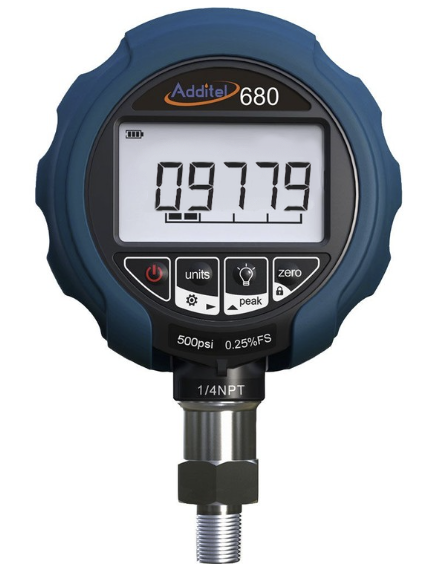 Additel 680
09779
units
zero
peak
500psi 0.25%FS
1/4NPT